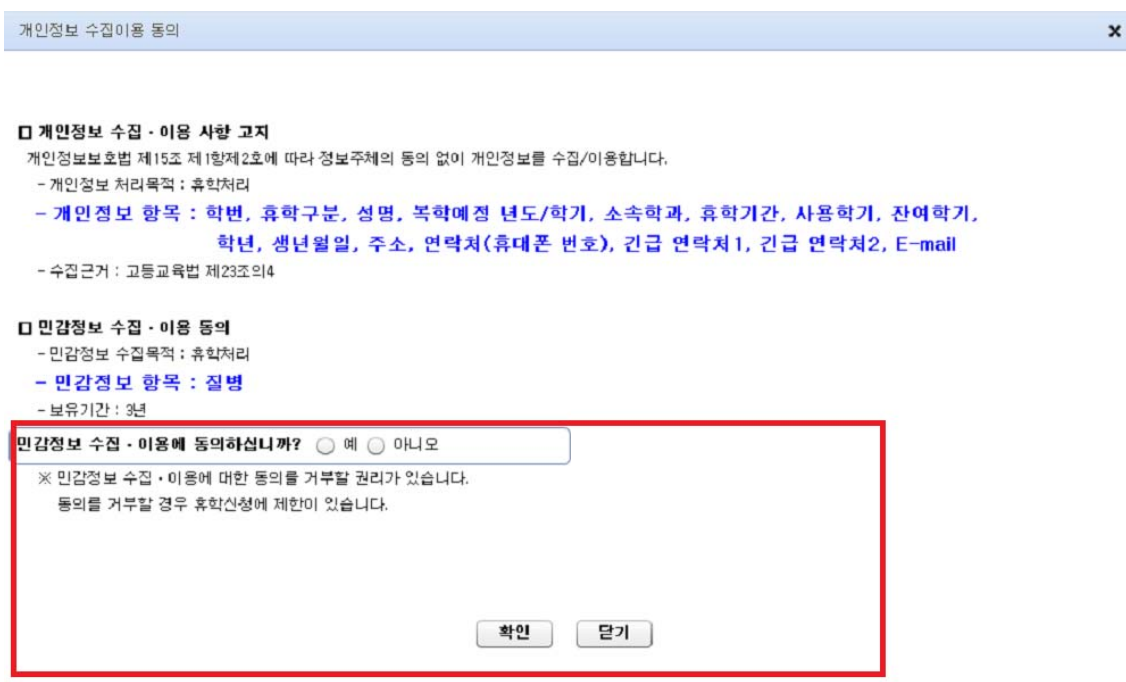 개인정보 수집이용 동의
□ 개인정보 수집 · 이용 사항 고지
개인정보보호법 제15조 제1항제2호에 따라 정보주체의 동의 없이 개인정보를 수집/이용합니다.
- 개인정보 처리목적 : 휴학처리
- 개인정보 항목 : 학번, 휴학구분, 성명, 복학예정 년도/학기, 소속학과, 휴학기간, 사용학기, 잔여학기,
학년, 생년월일, 주소, 연락처(휴대폰 번호), 긴급 연락처1, 긴급 연락처2, E-mail
- 수집근거 : 고등교육법 제23조의4
□ 민감정보 수집 · 이용 동의
- 민감정보 수집목적 : 휴학처리
- 민감정보 항목 : 질병
- 보유기간 : 3년
민감정보 수집 · 이용에 동의하십니까? 예 아니오
※ 민감정보 수집 · 이용에 대한 동의를 거부할 권리가 있습니다.
동의를 거부할 경우 휴학신청에 제한이 있습니다.
확인 닫기